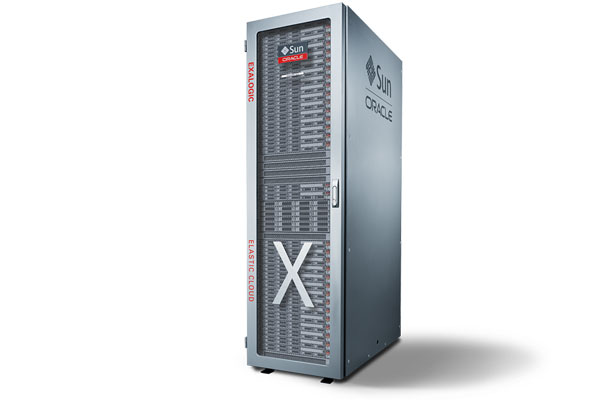 Sun
ORACLE
EXALOGIC
ELASTIC CLOUD
X
Sun
ORACLE